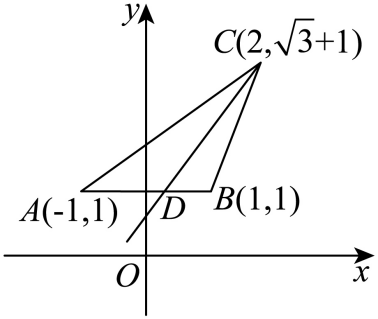 y
C(2,√3+1)
A(-1,1) D B(1,1)
O x